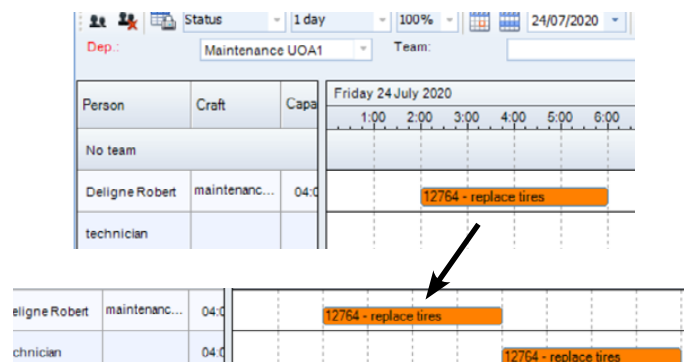 Status 1 day 100% 24/07/2020
Dep.: Maintenance UOA1 Team:
Person Craft Capa Friday 24 July 2020
1:00 2:00 3:00 4:00 5:00 6:00
No team
Deligne Robert maintenanc... 04:0 12764 - replace tires
technician
eligne Robert maintenanc... 04:0 12764 - replace tires
chnician 04:0 12764 - replace tires